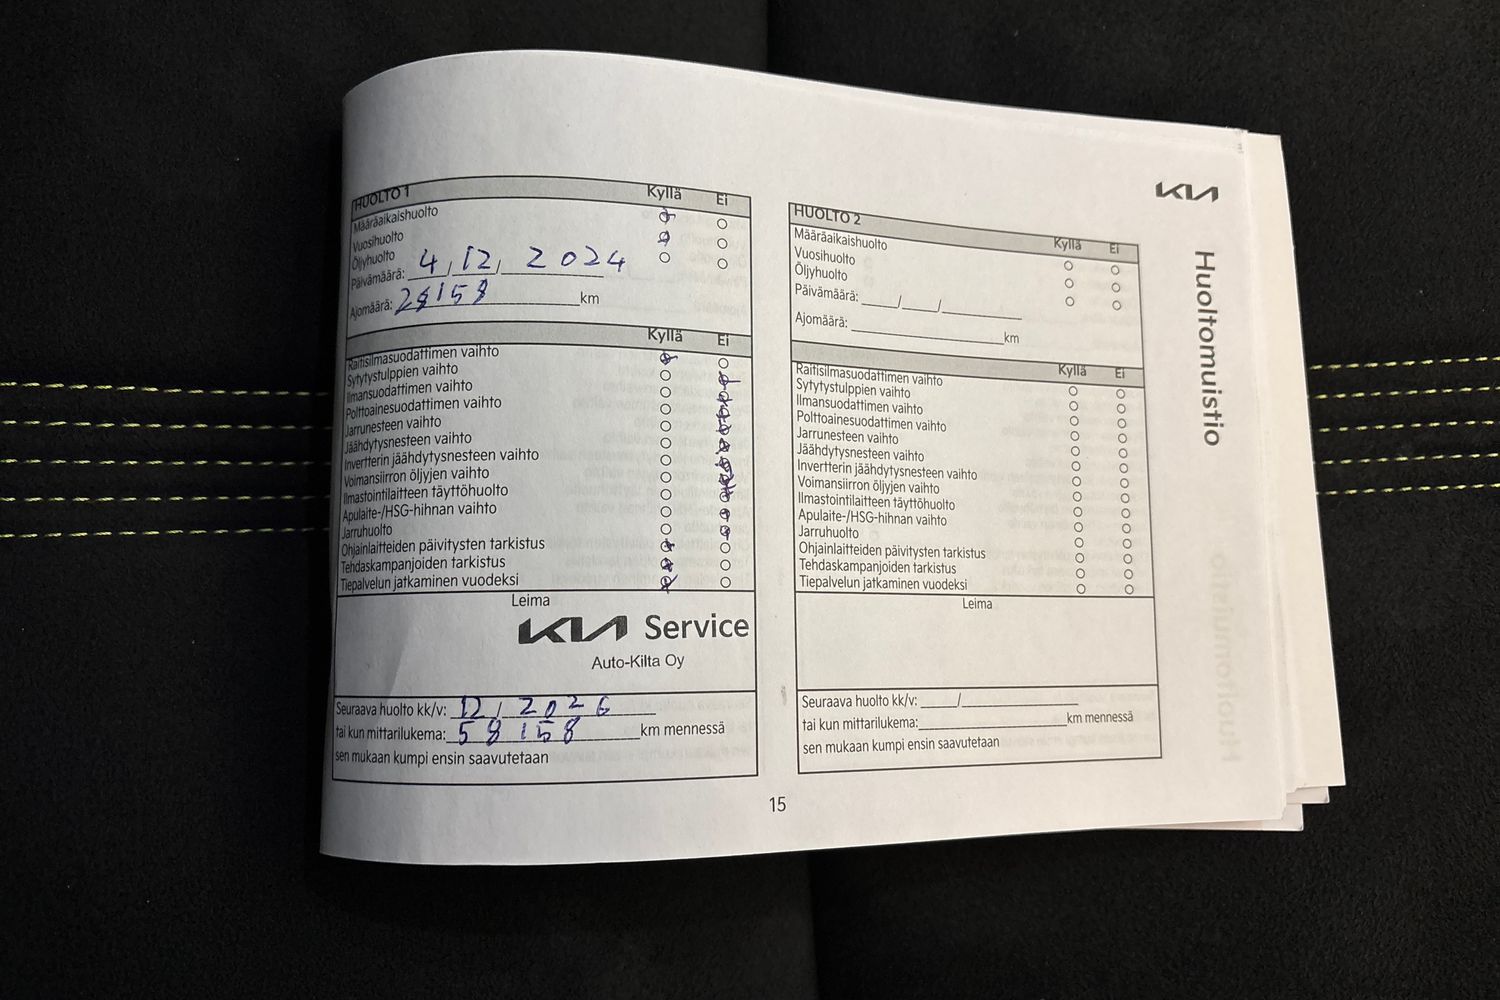 KIA
Huoltomuistio
HUOLTO 1 Kyllä Ei
Määräaikaishuolto
Vuosihuolto
Öljyhuolto
Päivämäärä: 4/12/2024
Ajomäärä: 28158 km
Kyllä Ei
Raitisilmasuodattimen vaihto
Sytytystulppien vaihto
Ilmansuodattimen vaihto
Polttoainesuodattimen vaihto
Jarrunesteen vaihto
Jäähdytysnesteen vaihto
Invertterin jäähdytysnesteen vaihto
Voimansiirron öljyjen vaihto
Ilmastointilaitteen täyttöhuolto
Apulaite-/HSG-hihnan vaihto
Jarruhuolto
Ohjainlaitteiden päivitysten tarkistus
Tehdaskampanjoiden tarkistus
Tiepalvelun jatkaminen vuodeksi
Leima
KIA Service
Auto-Kilta Oy
Seuraava huolto kk/v: 12/2026
tai kun mittarilukema: 58158 km mennessä
sen mukaan kumpi ensin saavutetaan
HUOLTO 2 Kyllä Ei
Määräaikaishuolto
Vuosihuolto
Öljyhuolto
Päivämäärä: ____/____/________
Ajomäärä: ________ km
Kyllä Ei
Raitisilmasuodattimen vaihto
Sytytystulppien vaihto
Ilmansuodattimen vaihto
Polttoainesuodattimen vaihto
Jarrunesteen vaihto
Jäähdytysnesteen vaihto
Invertterin jäähdytysnesteen vaihto
Voimansiirron öljyjen vaihto
Ilmastointilaitteen täyttöhuolto
Apulaite-/HSG-hihnan vaihto
Jarruhuolto
Ohjainlaitteiden päivitysten tarkistus
Tehdaskampanjoiden tarkistus
Tiepalvelun jatkaminen vuodeksi
Leima
Seuraava huolto kk/v: ____/________
tai kun mittarilukema: ________ km mennessä
sen mukaan kumpi ensin saavutetaan
15